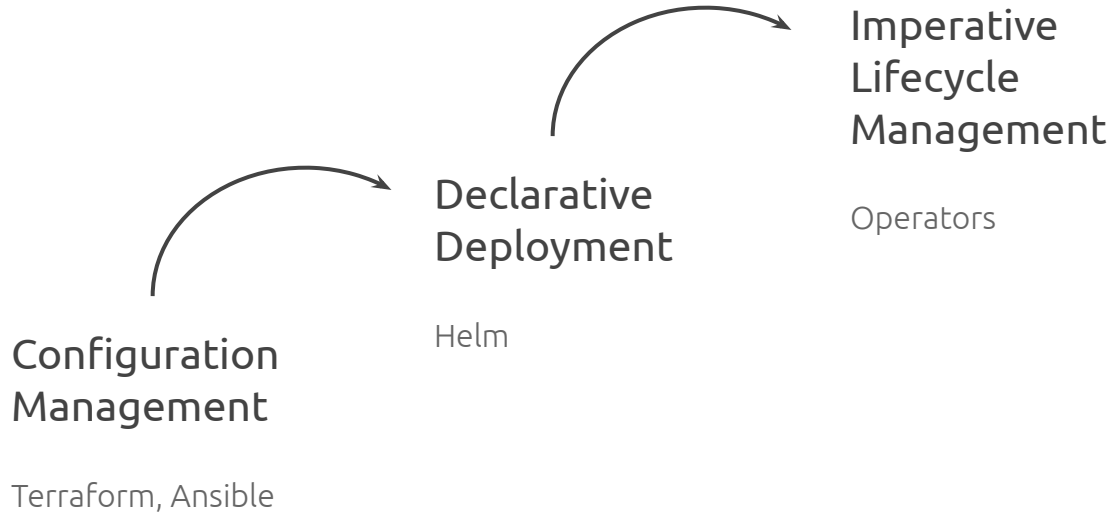 Configuration
Management
Terraform, Ansible
Declarative
Deployment
Helm
Imperative
Lifecycle
Management
Operators